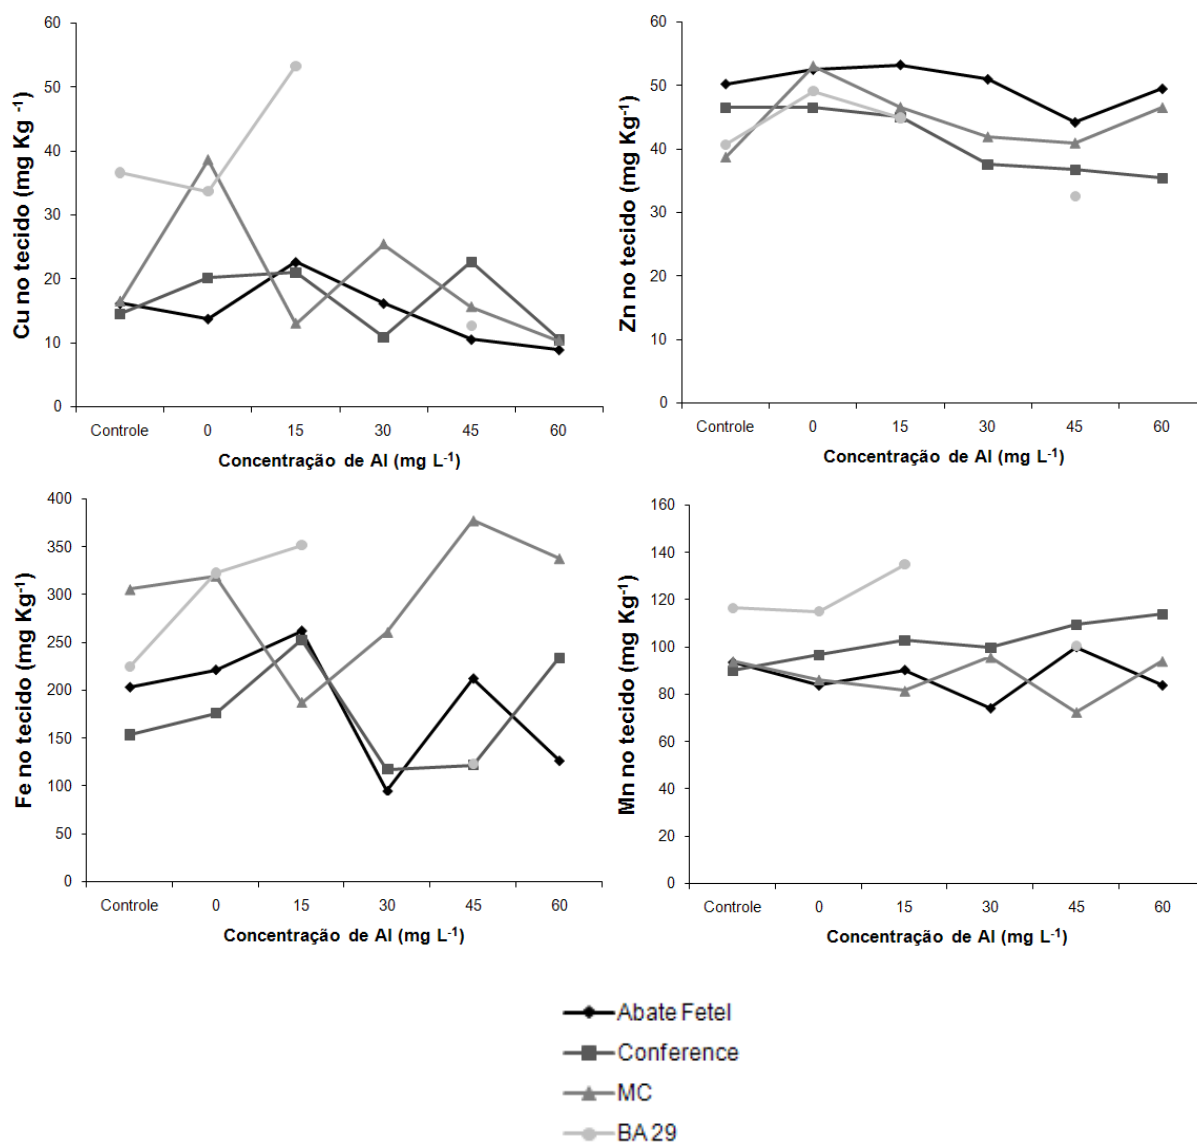 60
50
40
30
20
10
0
Cu no tecido (mg Kg -1)
Controle 0 15 30 45 60
Concentração de Al (mg L-1)
60
50
40
30
20
10
0
Zn no tecido (mg Kg-1)
Controle 0 15 30 45 60
Concentração de Al (mg L-1)
400
350
300
250
200
150
100
50
0
Fe no tecido (mg Kg-1)
Controle 0 15 30 45 60
Concentração de Al (mg L-1)
160
140
120
100
80
60
40
20
0
Mn no tecido (mg Kg-1)
Controle 0 15 30 45 60
Concentração de Al (mg L-1)
Abate Fetel
Conference
MC
BA 29